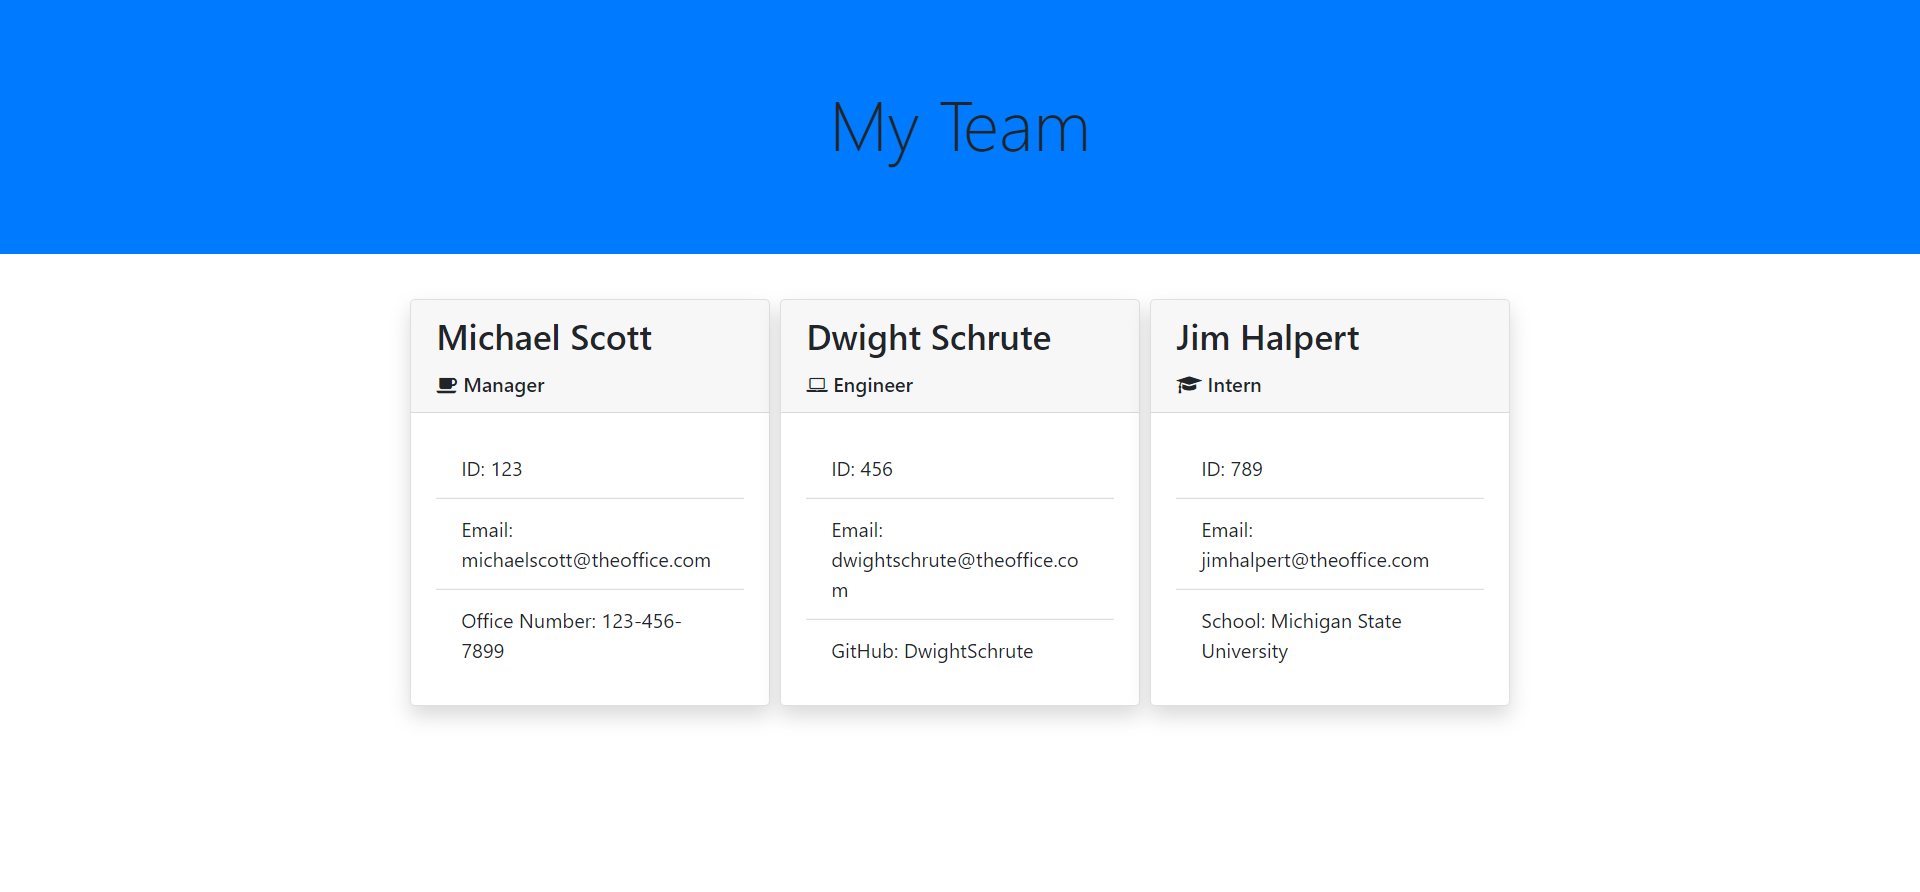 My Team
Michael Scott
Manager
ID: 123
Email:
michaelscott@theoffice.com
Office Number: 123-456-
7899
Dwight Schrute
Engineer
ID: 456
Email:
dwightschrute@theoffice.co
m
GitHub: DwightSchrute
Jim Halpert
Intern
ID: 789
Email:
jimhalpert@theoffice.com
School: Michigan State
University